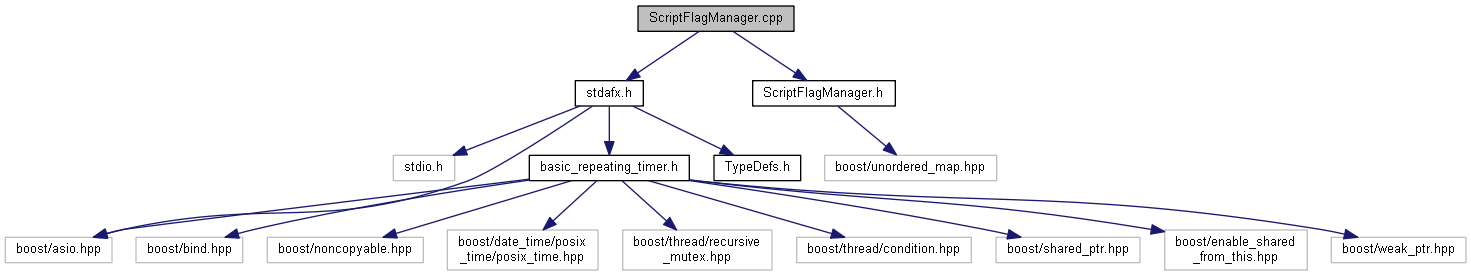 ScriptFlagManager.cpp
stdafx.h
ScriptFlagManager.h
stdio.h
basic_repeating_timer.h
TypeDefs.h
boost/unordered_map.hpp
boost/asio.hpp
boost/bind.hpp
boost/noncopyable.hpp
boost/date_time/posix
_time/posix_time.hpp
boost/thread/recursive
_mutex.hpp
boost/thread/condition.hpp
boost/shared_ptr.hpp
boost/enable_shared
_from_this.hpp
boost/weak_ptr.hpp